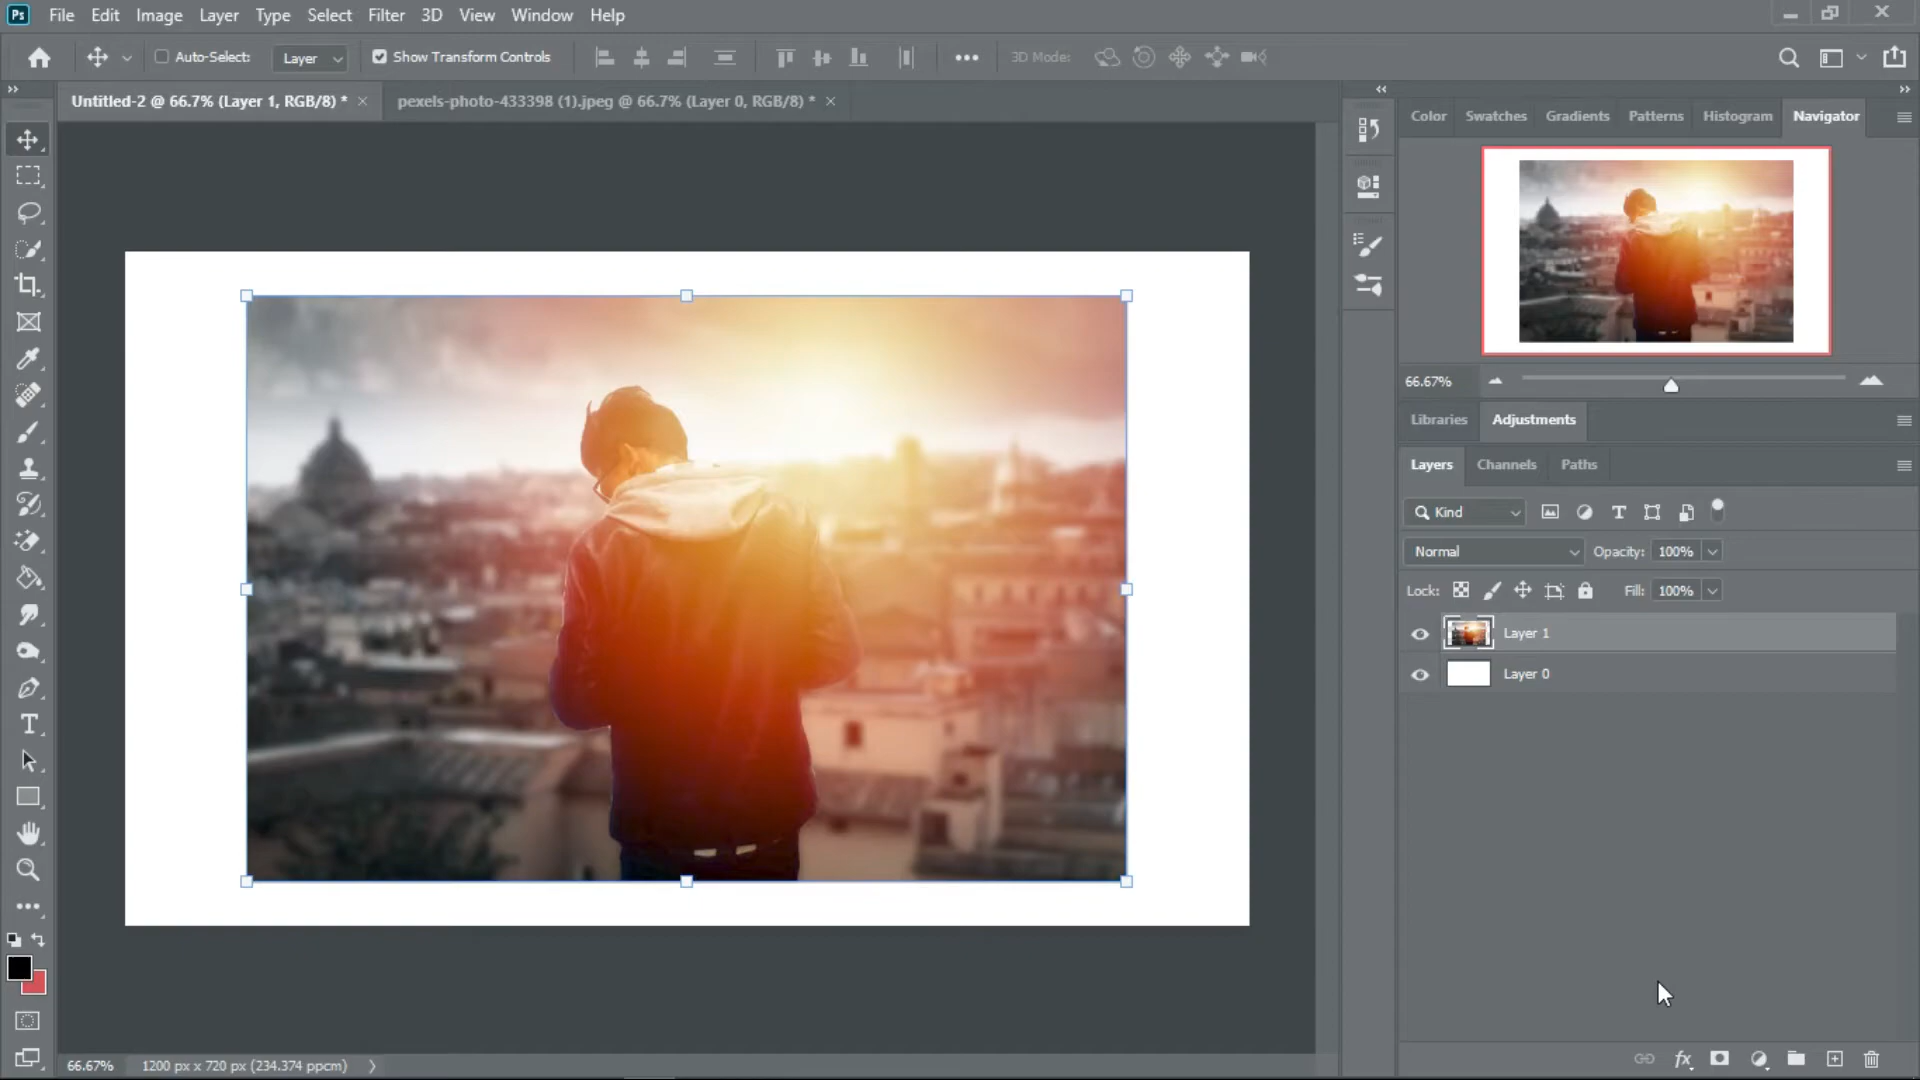 Ps File Edit Image Layer Type Select Filter 3D View Window Help
Auto-Select: Layer Show Transform Controls 3D Mode:
Untitled-2 @ 66.7% (Layer 1, RGB/8) * × pexels-photo-433398 (1).jpeg @ 66.7% (Layer 0, RGB/8) * ×
Color Swatches Gradients Patterns Histogram Navigator
66.67%
Libraries Adjustments
Layers Channels Paths
Kind
Normal Opacity: 100%
Lock: Fill: 100%
Layer 1
Layer 0
66.67% 1200 px x 720 px (234.374 ppcm)